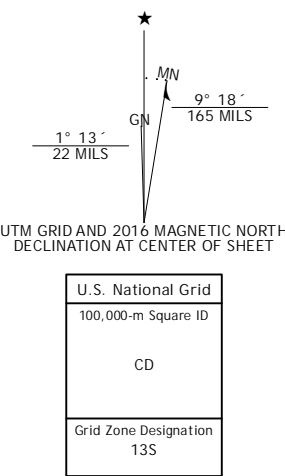 ★
MN
GN
9° 18´
165 MILS
1° 13´
22 MILS
UTM GRID AND 2016 MAGNETIC NORTH
DECLINATION AT CENTER OF SHEET
U.S. National Grid
100,000-m Square ID
CD
Grid Zone Designation
13S